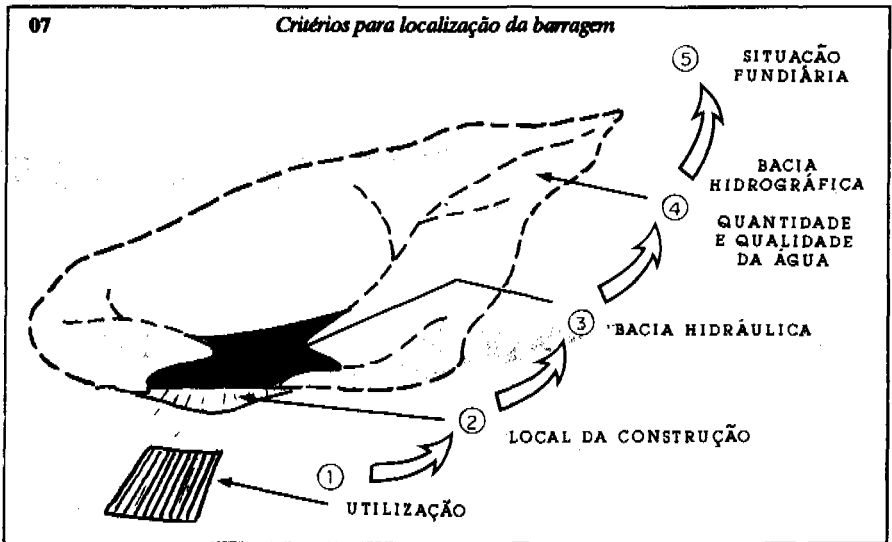 07
Critérios para localização da barragem
5
SITUAÇÃO
FUNDIÁRIA
BACIA
HIDROGRÁFICA
4
QUANTIDADE
E QUALIDADE
DA ÁGUA
3
BACIA HIDRÁULICA
2
LOCAL DA CONSTRUÇÃO
1
UTILIZAÇÃO